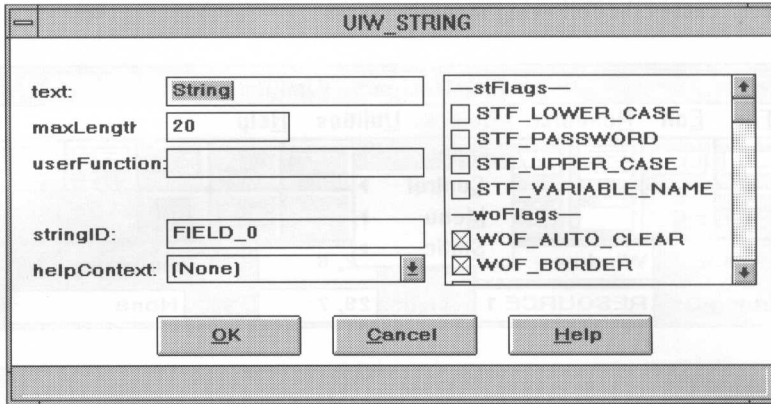 UIW_STRING
text: String
maxLengtr 20
userFunction:
stringID: FIELD_0
helpContext: (None)
—stFlags—
STF_LOWER_CASE
STF_PASSWORD
STF_UPPER_CASE
STF_VARIABLE_NAME
woFlags
WOF_AUTO_CLEAR
WOF_BORDER
OK Cancel Help